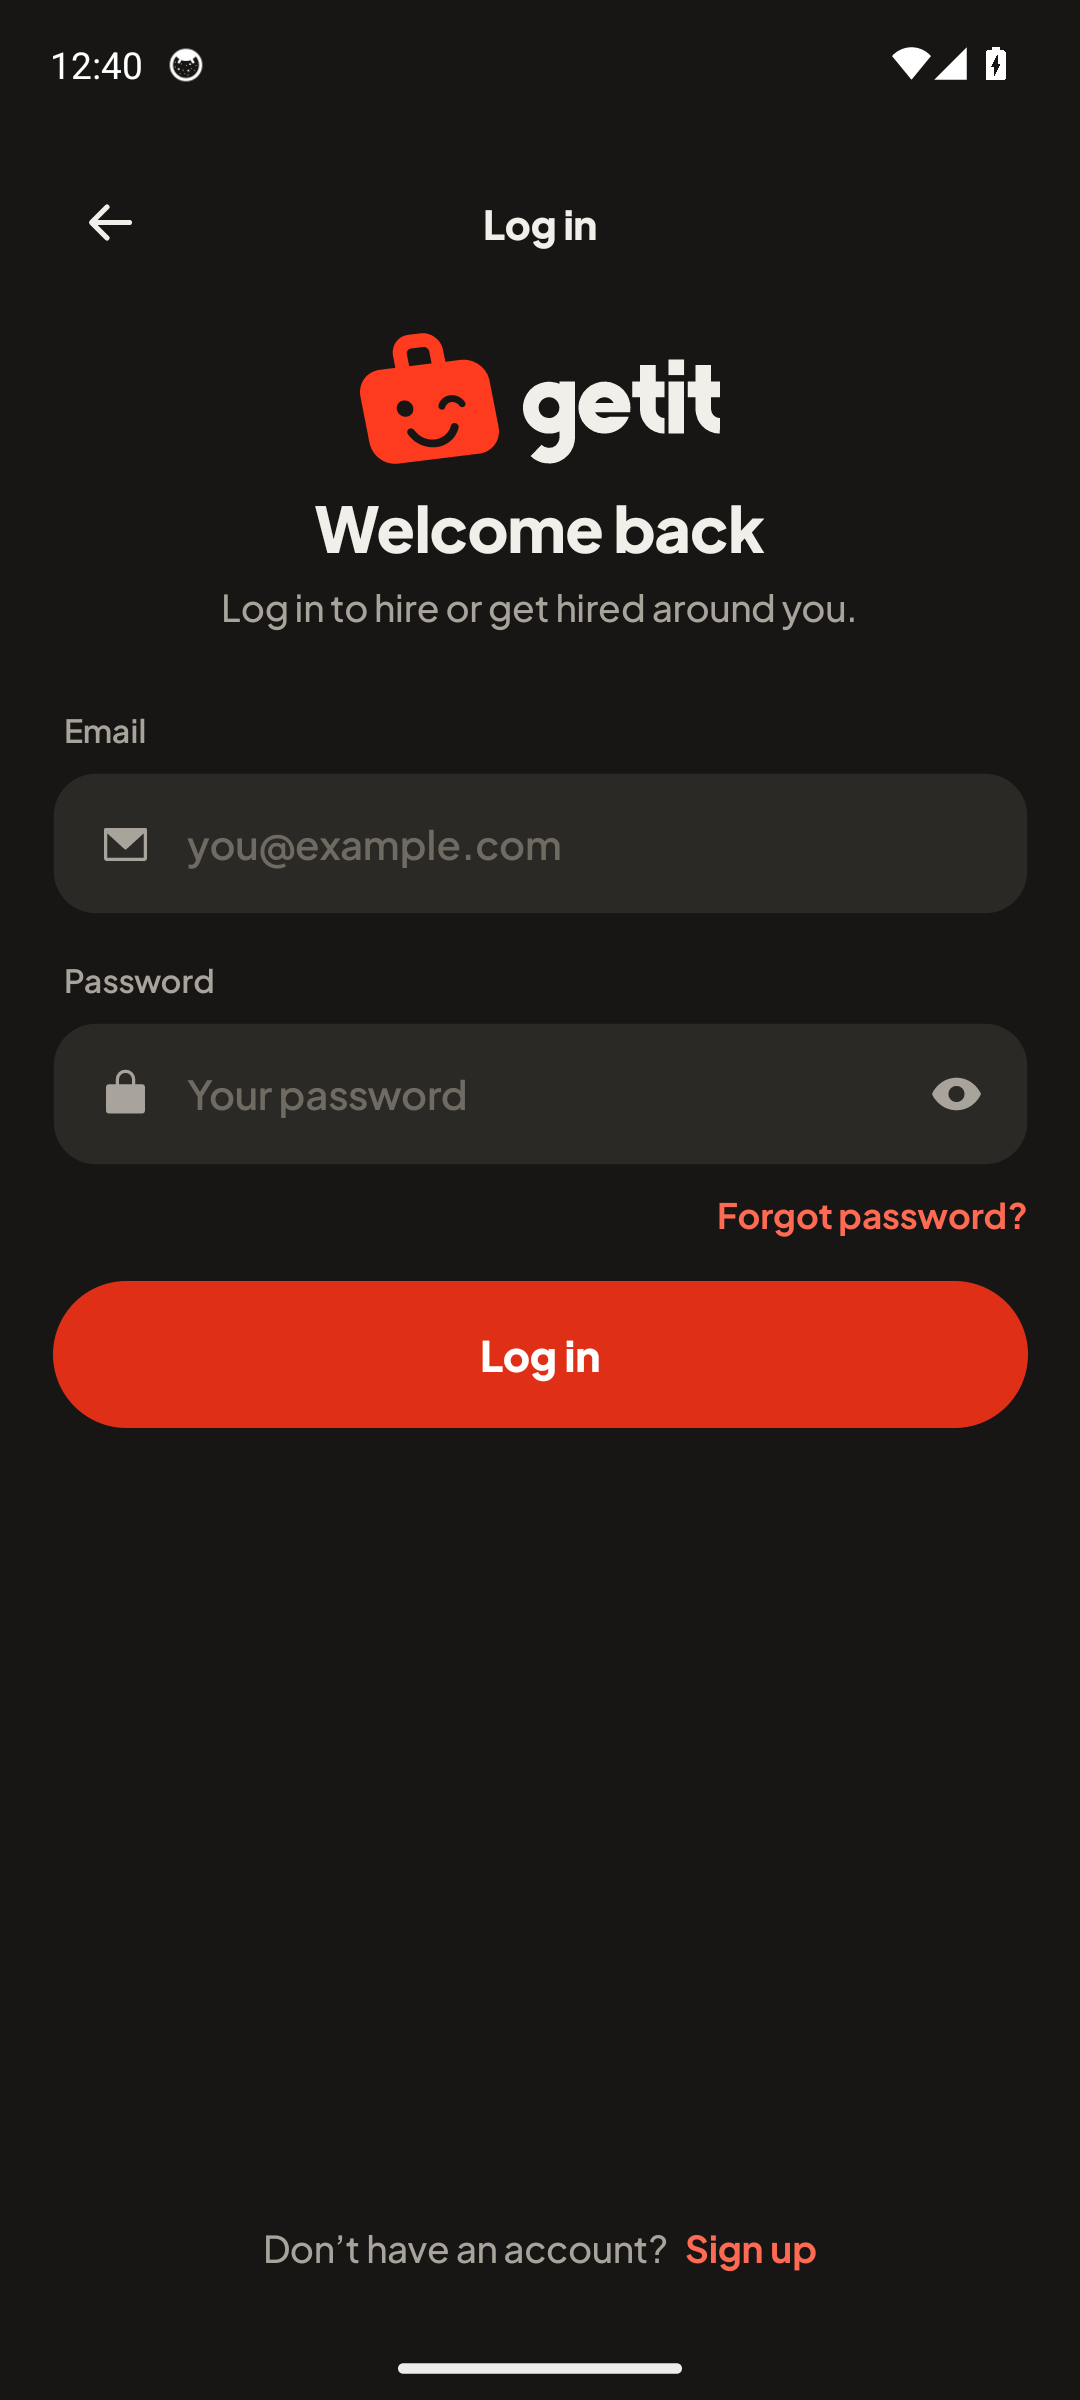 12:40
Log in
getit
Welcome back
Log in to hire or get hired around you.
Email
you@example.com
Password
Your password
Forgot password?
Log in
Don’t have an account? Sign up